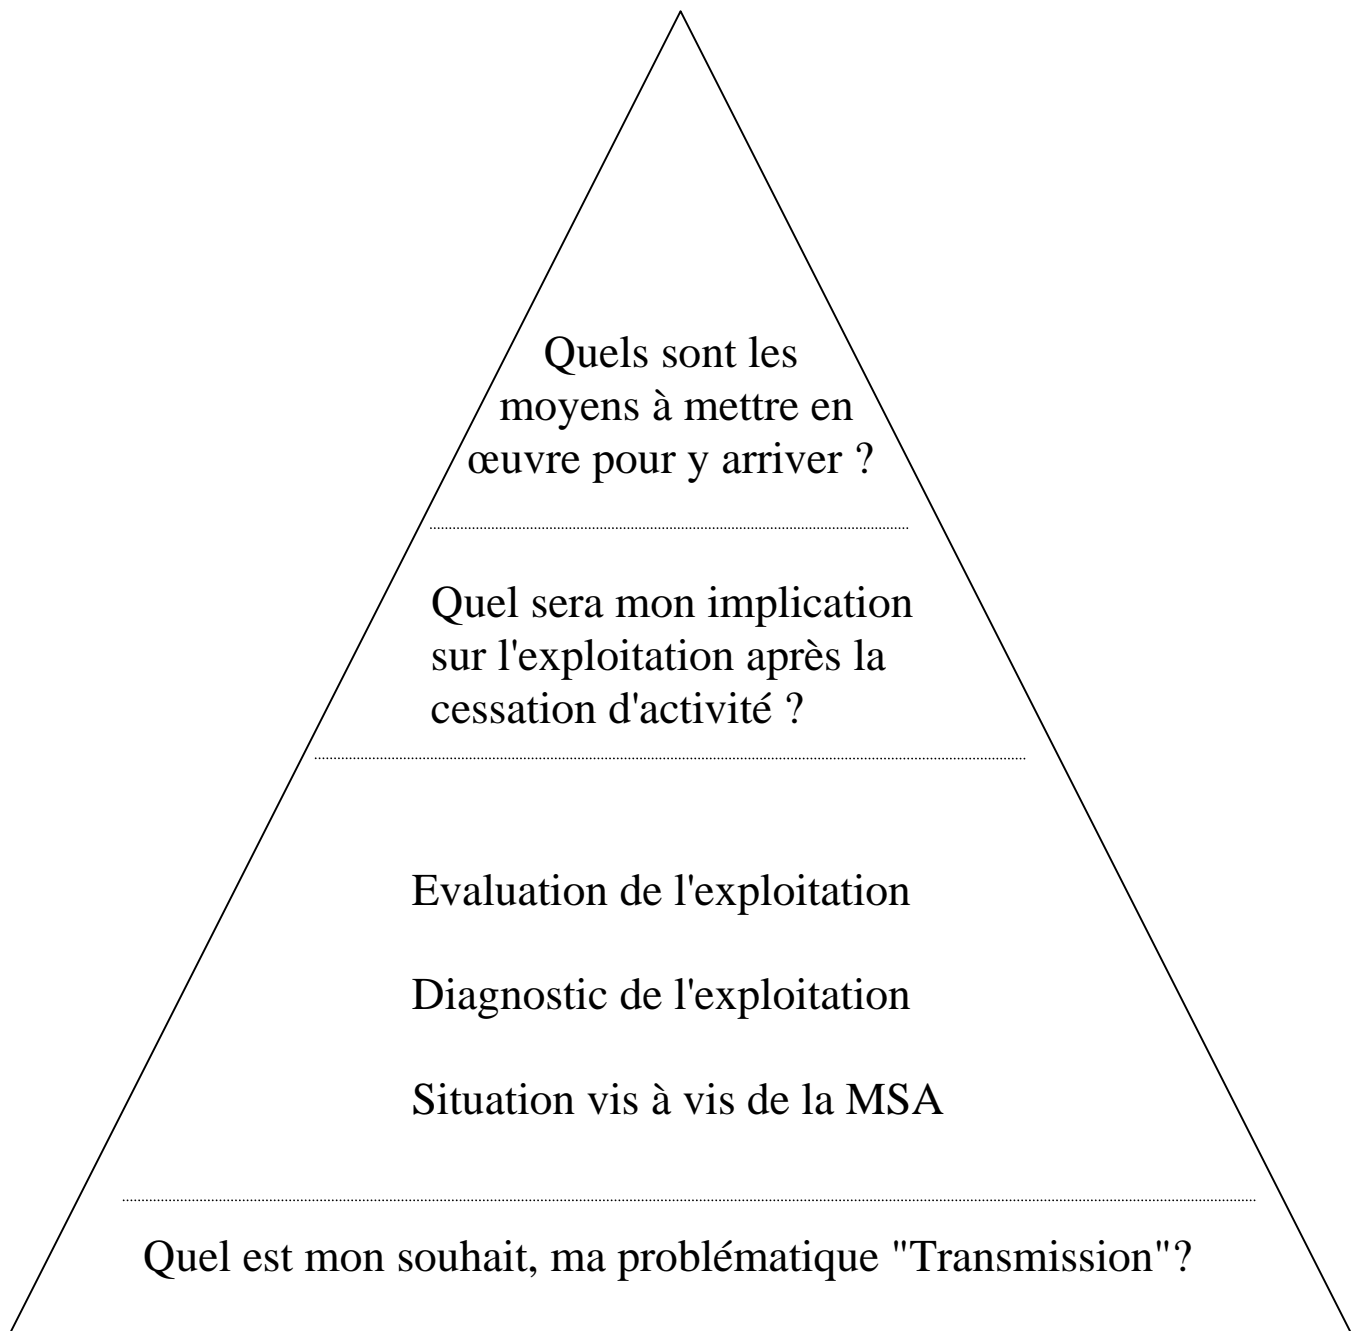 Quels sont les
moyens à mettre en
œuvre pour y arriver ?
Quel sera mon implication
sur l'exploitation après la
cessation d'activité ?
Evaluation de l'exploitation
Diagnostic de l'exploitation
Situation vis à vis de la MSA
Quel est mon souhait, ma problématique "Transmission"?